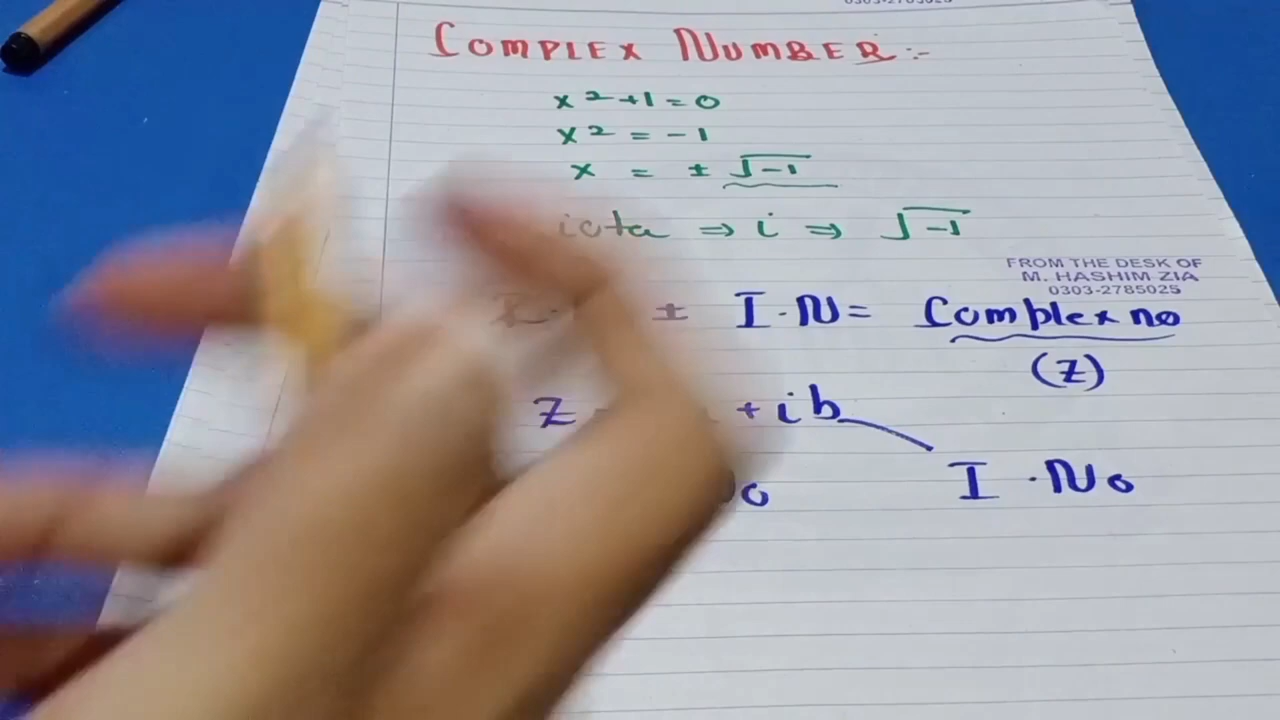 COMPLEX NUMBER :-
x² + 1 = 0
x² = -1
x = ± √-1
iota ⇒ i ⇒ √-1
FROM THE DESK OF
M. HASHIM ZIA
0303-2785025
± I.N = Complex no
(Z)
Z + ib
I.No